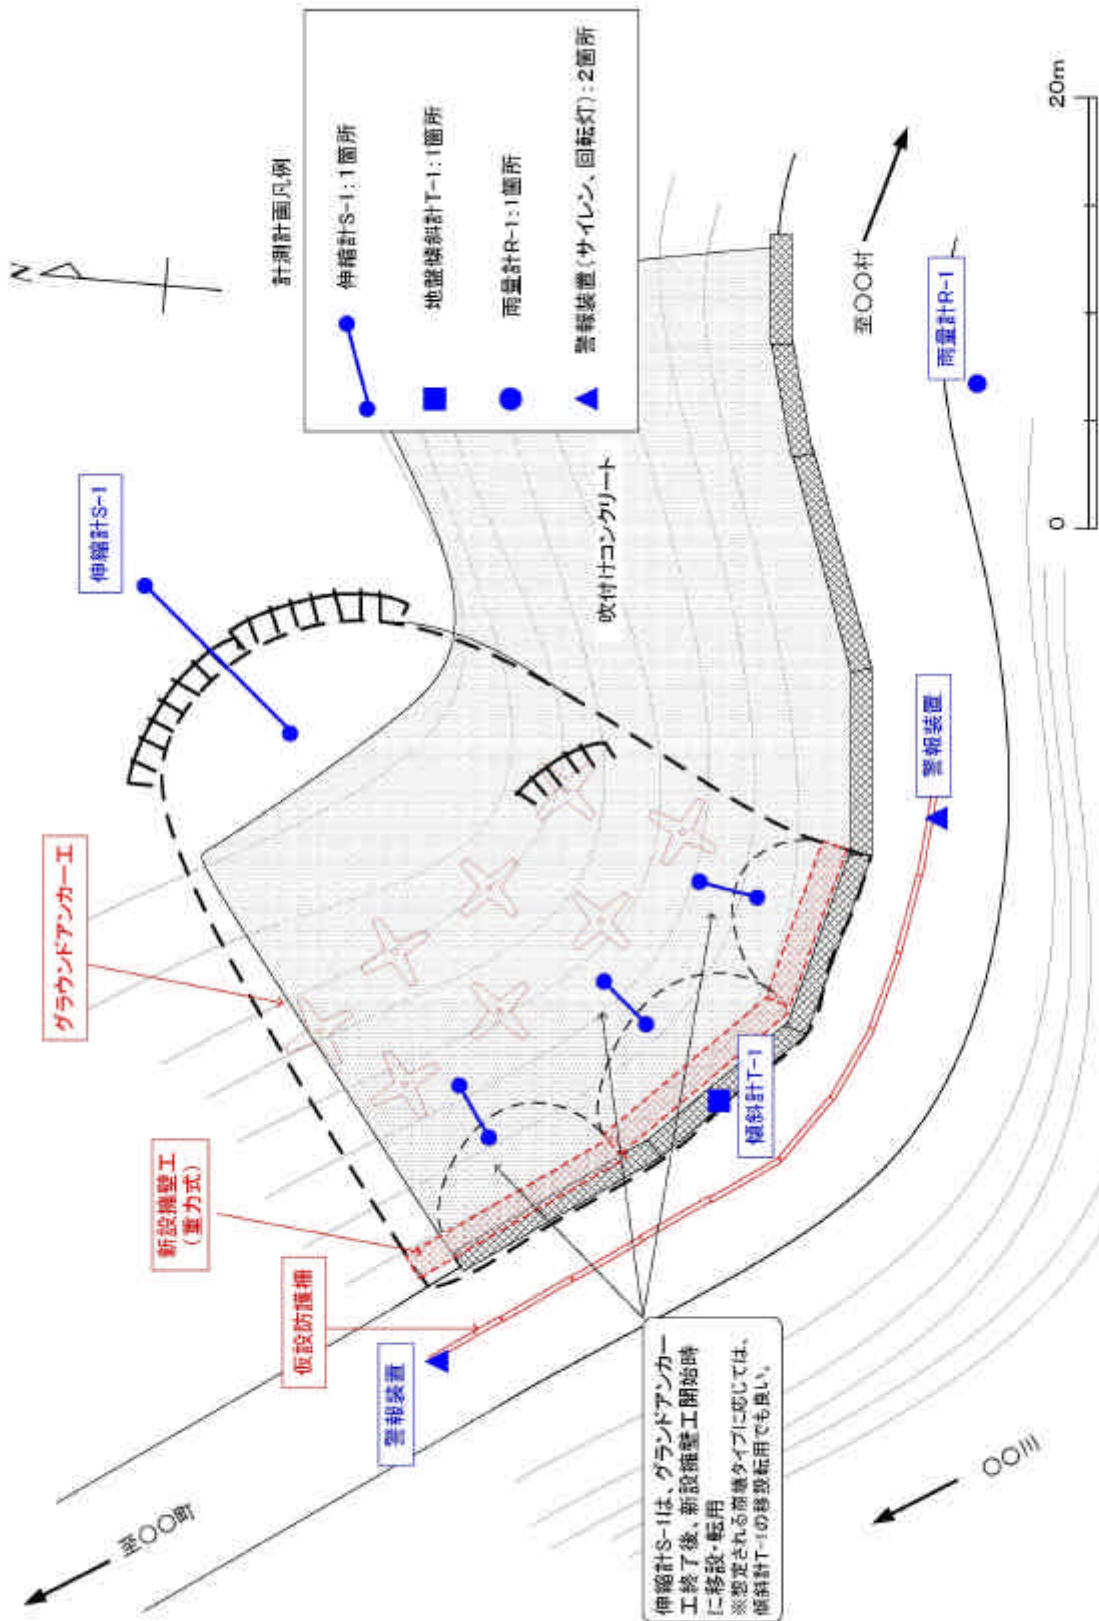 N
計測計画凡例
伸縮計S-1:1箇所
地盤傾斜計T-1:1箇所
雨量計R-1:1箇所
警報装置(サイレン、回転灯):2箇所
伸縮計S-1
グラウンドアンカー工
新設擁壁工
(重力式)
仮設防護柵
警報装置
至〇〇町
吹付けコンクリート
傾斜計T-1
警報装置
至〇〇村
雨量計R-1
伸縮計S-1は、グランドアンカー
工終了後、新設擁壁工開始時
に移設・転用
※想定される崩壊タイプに応じては、
傾斜計T-1の移設転用でも良い。
〇〇川
0
20m